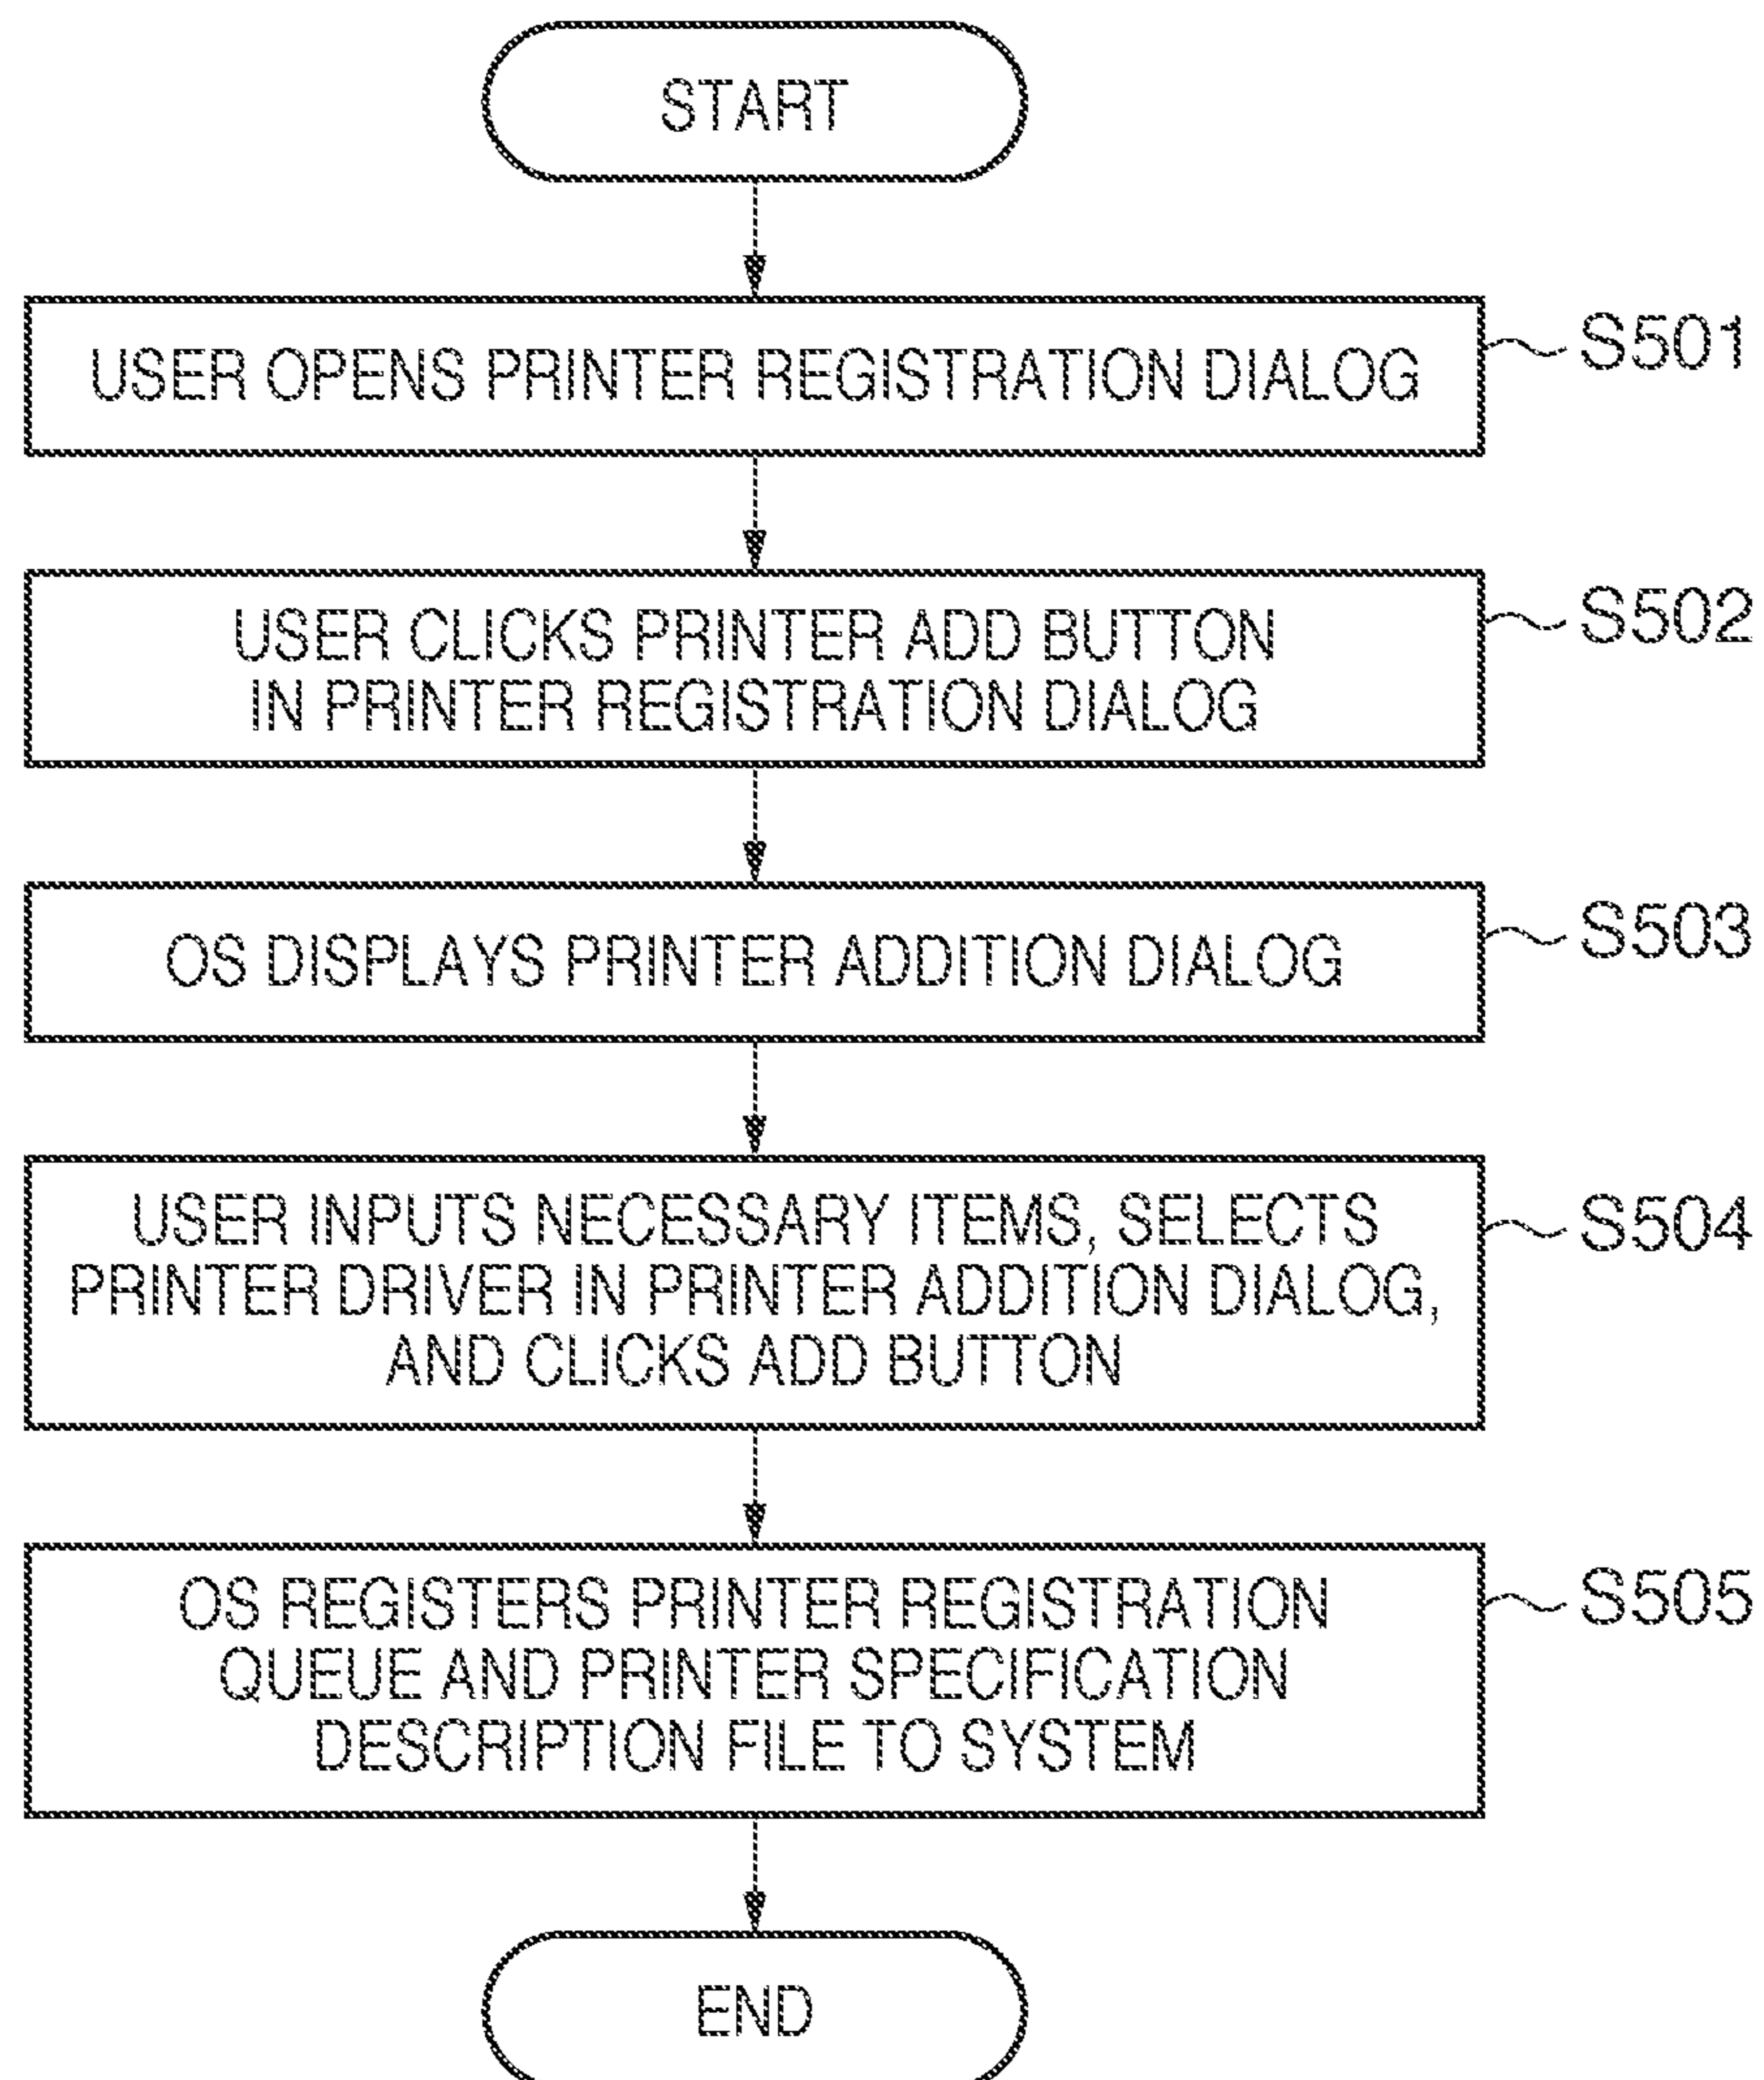 START
USER OPENS PRINTER REGISTRATION DIALOG
S501
USER CLICKS PRINTER ADD BUTTON
IN PRINTER REGISTRATION DIALOG
S502
OS DISPLAYS PRINTER ADDITION DIALOG
S503
USER INPUTS NECESSARY ITEMS, SELECTS
PRINTER DRIVER IN PRINTER ADDITION DIALOG,
AND CLICKS ADD BUTTON
S504
OS REGISTERS PRINTER REGISTRATION
QUEUE AND PRINTER SPECIFICATION
DESCRIPTION FILE TO SYSTEM
S505
END